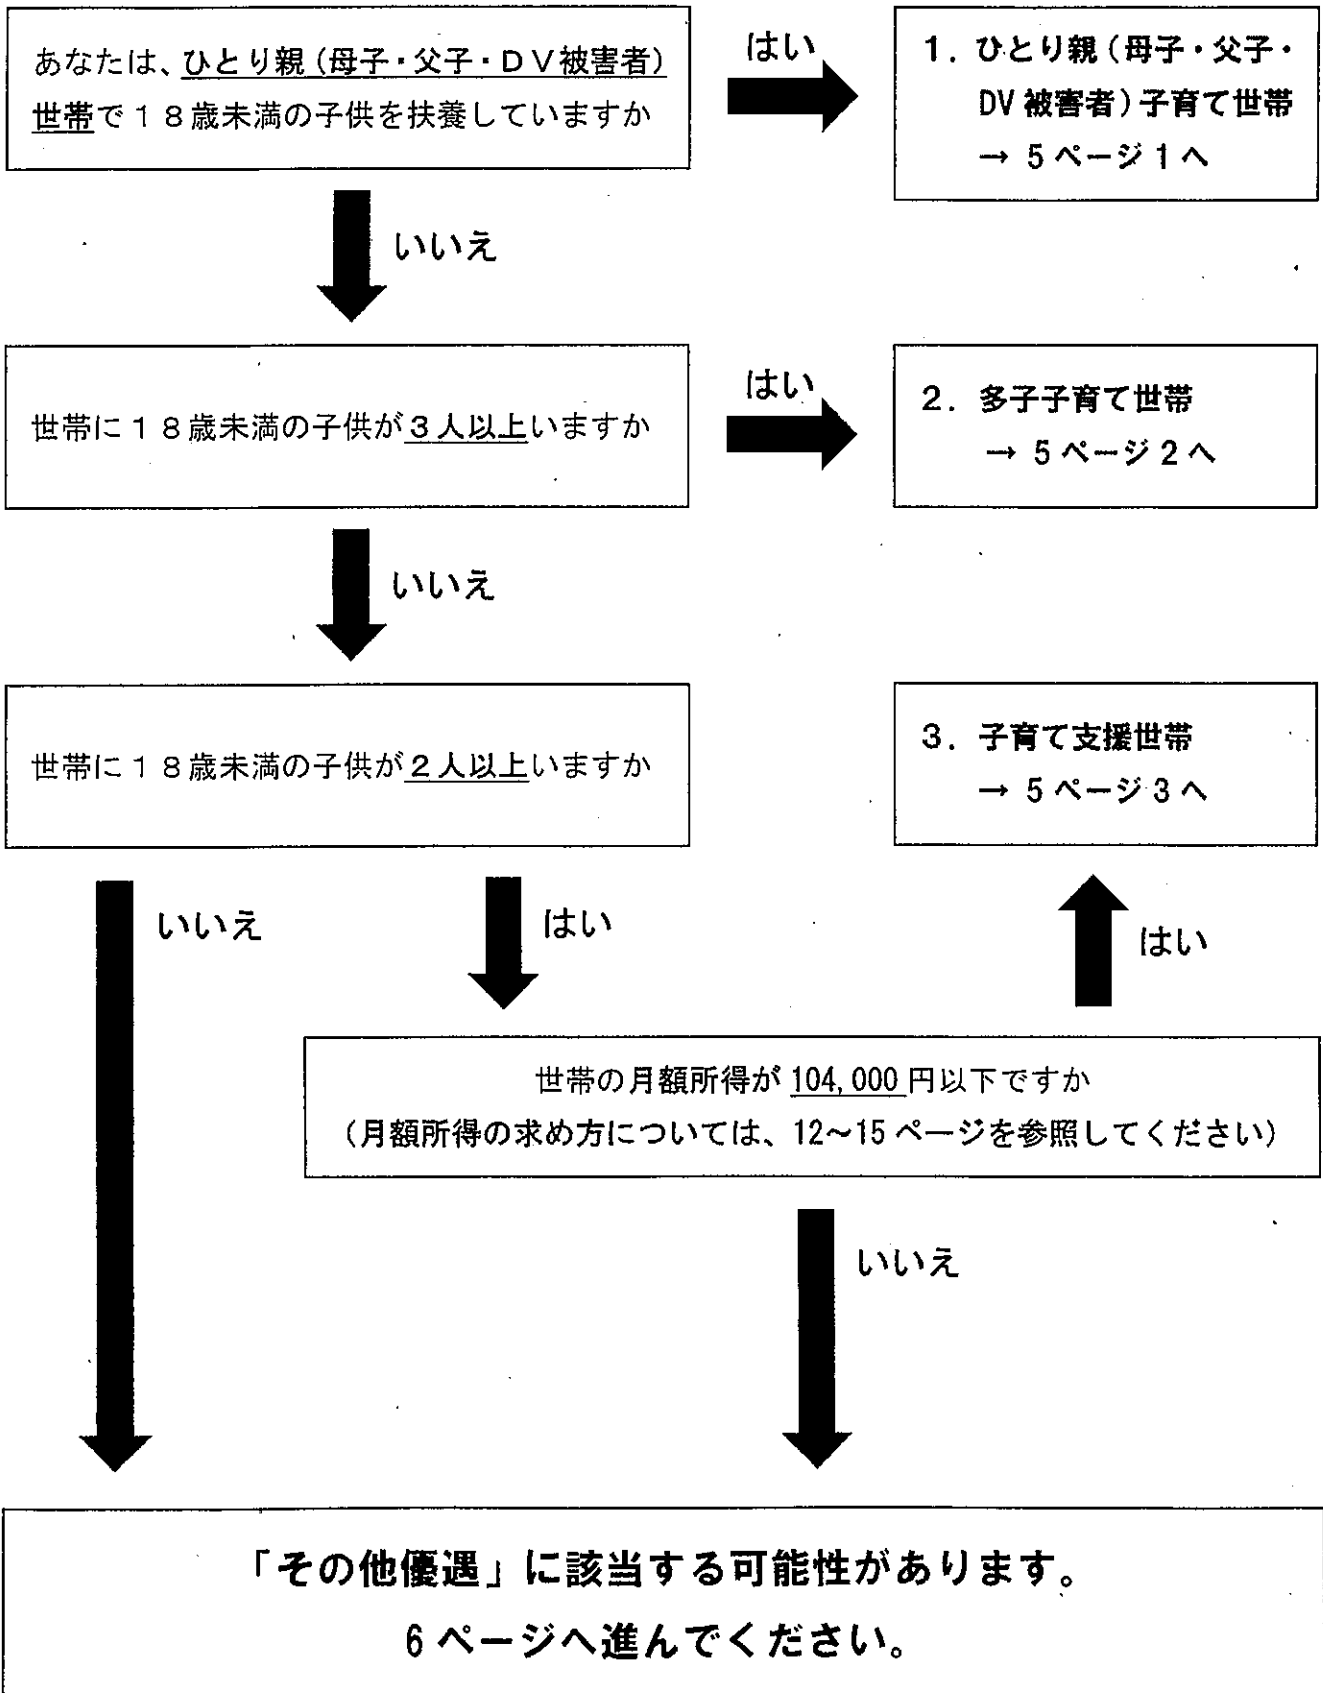 あなたは、ひとり親（母子・父子・ＤＶ被害者）
世帯で１８歳未満の子供を扶養していますか
はい
1. ひとり親（母子・父子・
DV被害者）子育て世帯
→ 5ページ1へ
いいえ
世帯に１８歳未満の子供が３人以上いますか
はい
2. 多子子育て世帯
→ 5ページ2へ
いいえ
世帯に１８歳未満の子供が２人以上いますか
3. 子育て支援世帯
→ 5ページ3へ
いいえ
はい
はい
世帯の月額所得が 104,000 円以下ですか
（月額所得の求め方については、12～15ページを参照してください）
いいえ
「その他優遇」に該当する可能性があります。
6ページへ進んでください。